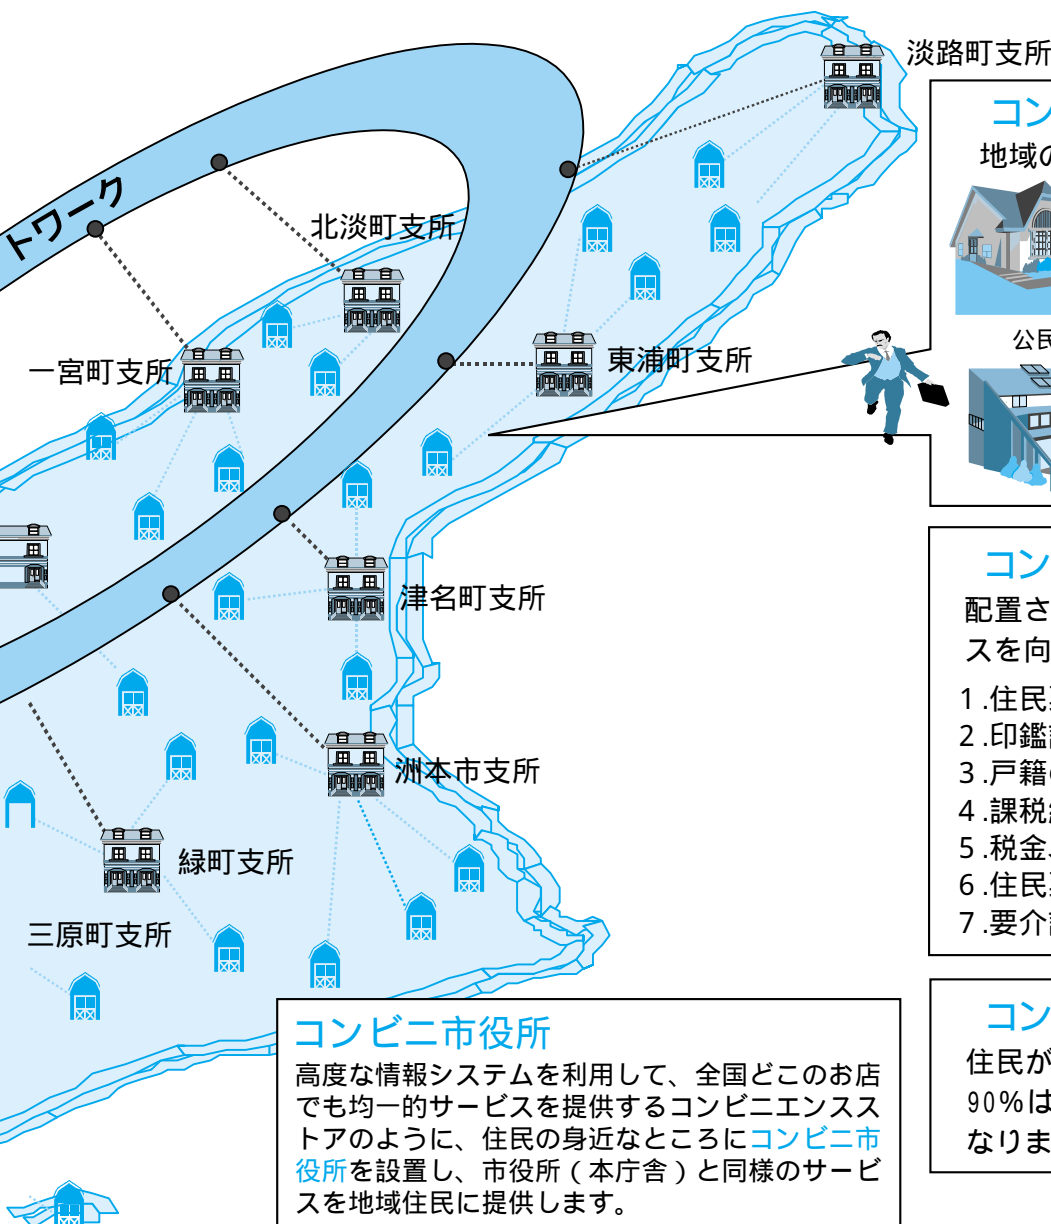 淡路町支所
トワーク
北淡町支所
一宮町支所
東浦町支所
津名町支所
洲本市支所
緑町支所
三原町支所
コンビニ市役所
高度な情報システムを利用して、全国どこのお店
でも均一的サービスを提供するコンビニエンスス
トアのように、住民の身近なところにコンビニ市
役所を設置し、市役所（本庁舎）と同様のサービ
スを地域住民に提供します。
コン
地域の
公民
コン
配置さ
スを向
1.住民
2.印鑑
3.戸籍
4.課税
5.税金
6.住民
7.要介
コン
住民が
90%は
なりま